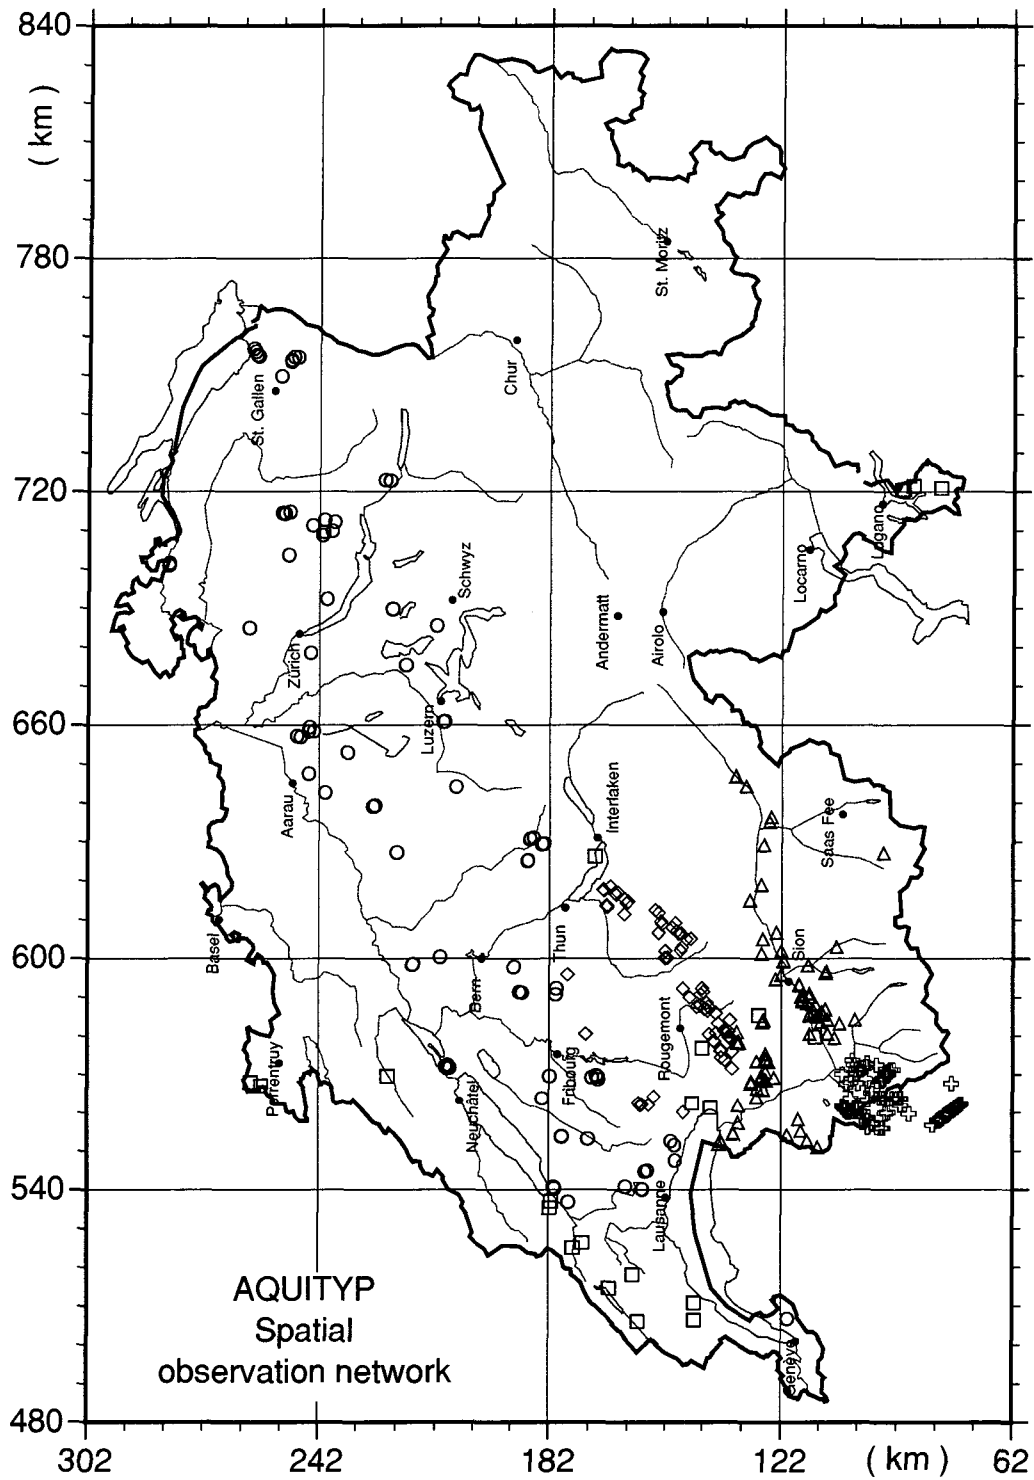 840
( km )
780
720
660
600
540
480
302
242
182
122
( km )
62
St. Moritz
Chur
St. Gallen
Logano
Locarno
Schwyz
Andermatt
Airolo
Zürich
Luzern
Aarau
Interlaken
Saas Fee
Basel
Bern
Thun
Sion
Rougemont
Porrentruy
Fribourg
Neuchâtel
Lausanne
Genève
AQUITYP
Spatial
observation network